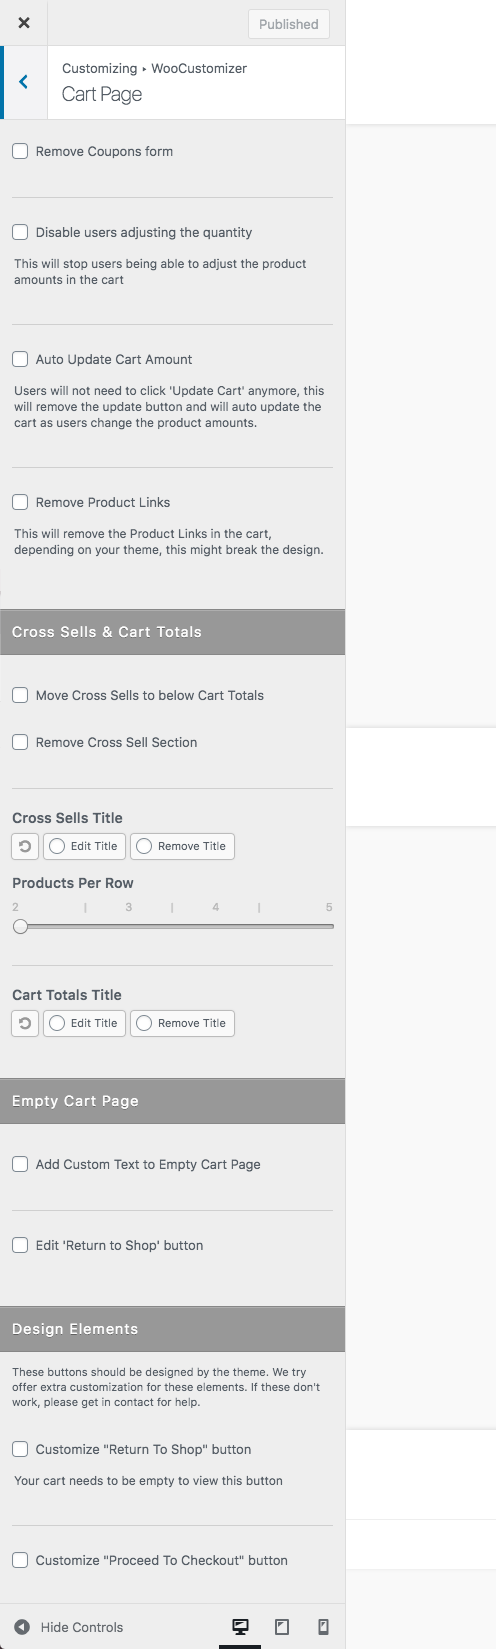 Published
Customizing ▸ WooCustomizer
Cart Page
Remove Coupons form
Disable users adjusting the quantity
This will stop users being able to adjust the product
amounts in the cart
Auto Update Cart Amount
Users will not need to click 'Update Cart' anymore, this
will remove the update button and will auto update the
cart as users change the product amounts.
Remove Product Links
This will remove the Product Links in the cart,
depending on your theme, this might break the design.
Cross Sells & Cart Totals
Move Cross Sells to below Cart Totals
Remove Cross Sell Section
Cross Sells Title
Edit Title Remove Title
Products Per Row
2 | 3 | 4 | 5
Cart Totals Title
Edit Title Remove Title
Empty Cart Page
Add Custom Text to Empty Cart Page
Edit 'Return to Shop' button
Design Elements
These buttons should be designed by the theme. We try
offer extra customization for these elements. If these don't
work, please get in contact for help.
Customize "Return To Shop" button
Your cart needs to be empty to view this button
Customize "Proceed To Checkout" button
Hide Controls